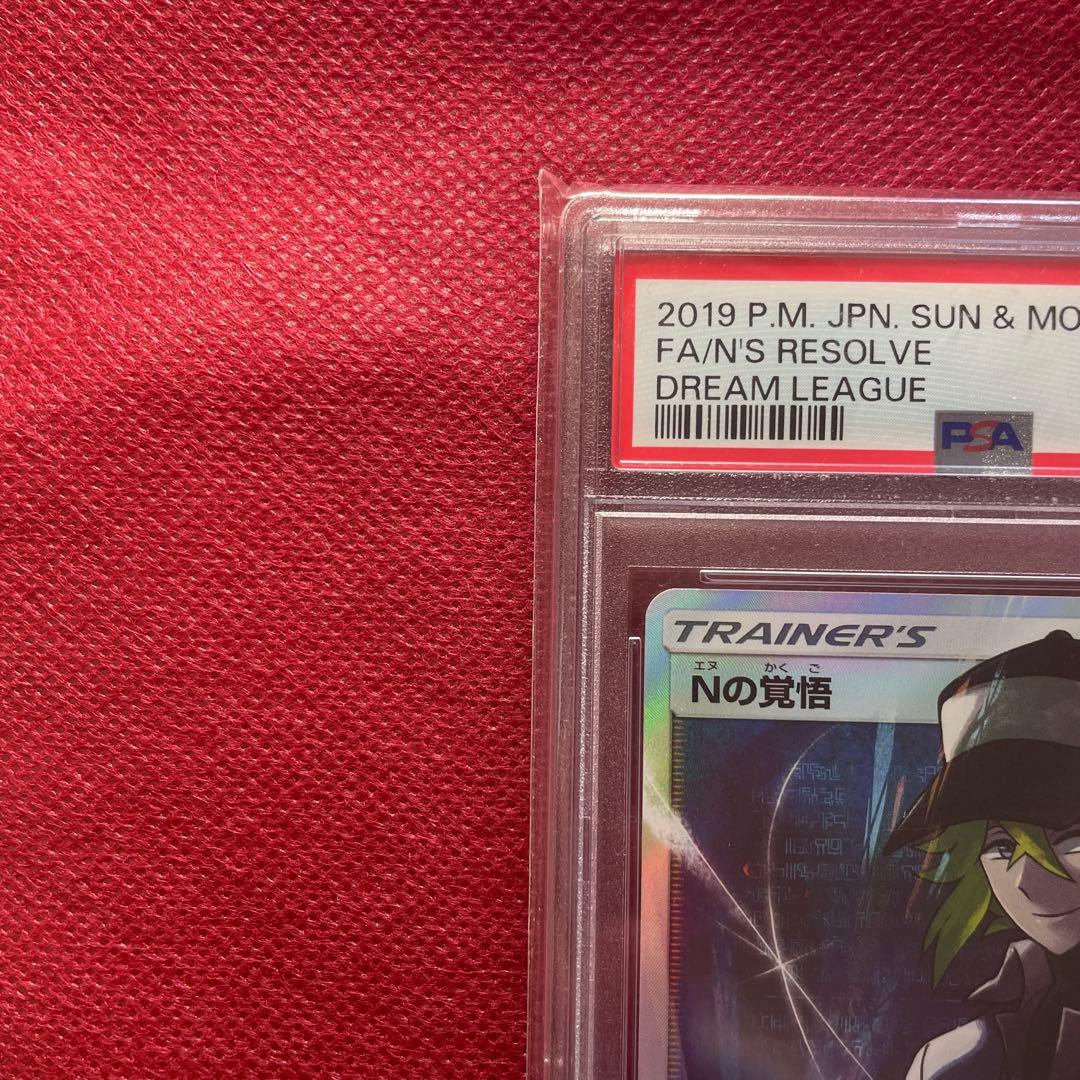 2019 P.M. JPN. SUN & MO
FA/N'S RESOLVE
DREAM LEAGUE
PSA
TRAINER'S
エヌ かくご
Nの覚悟